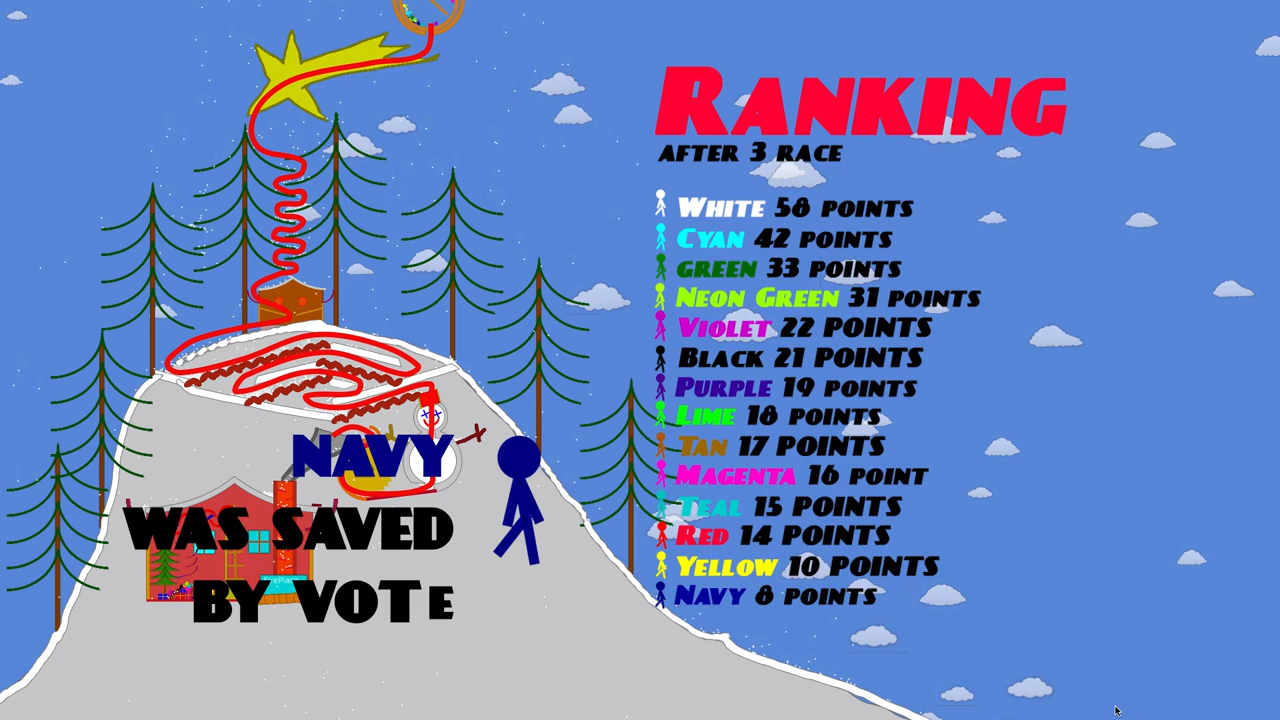 RANKING
AFTER 3 RACE
WHITE 58 POINTS
CYAN 42 POINTS
GREEN 33 POINTS
NEON GREEN 31 POINTS
VIOLET 22 POINTS
BLACK 21 POINTS
PURPLE 19 POINTS
LIME 18 POINTS
TAN 17 POINTS
MAGENTA 16 POINT
TEAL 15 POINTS
RED 14 POINTS
YELLOW 10 POINTS
NAVY 8 POINTS
NAVY
WAS SAVED
BY VOTE
FirePlace